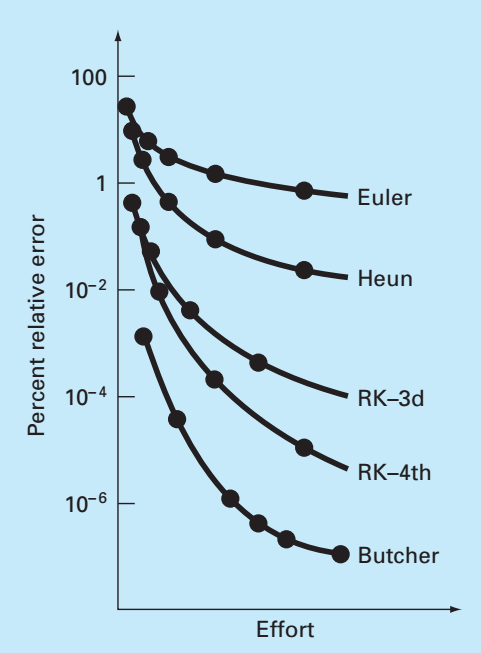 100
1
10⁻²
10⁻⁴
10⁻⁶
Percent relative error
Euler
Heun
RK–3d
RK–4th
Butcher
Effort